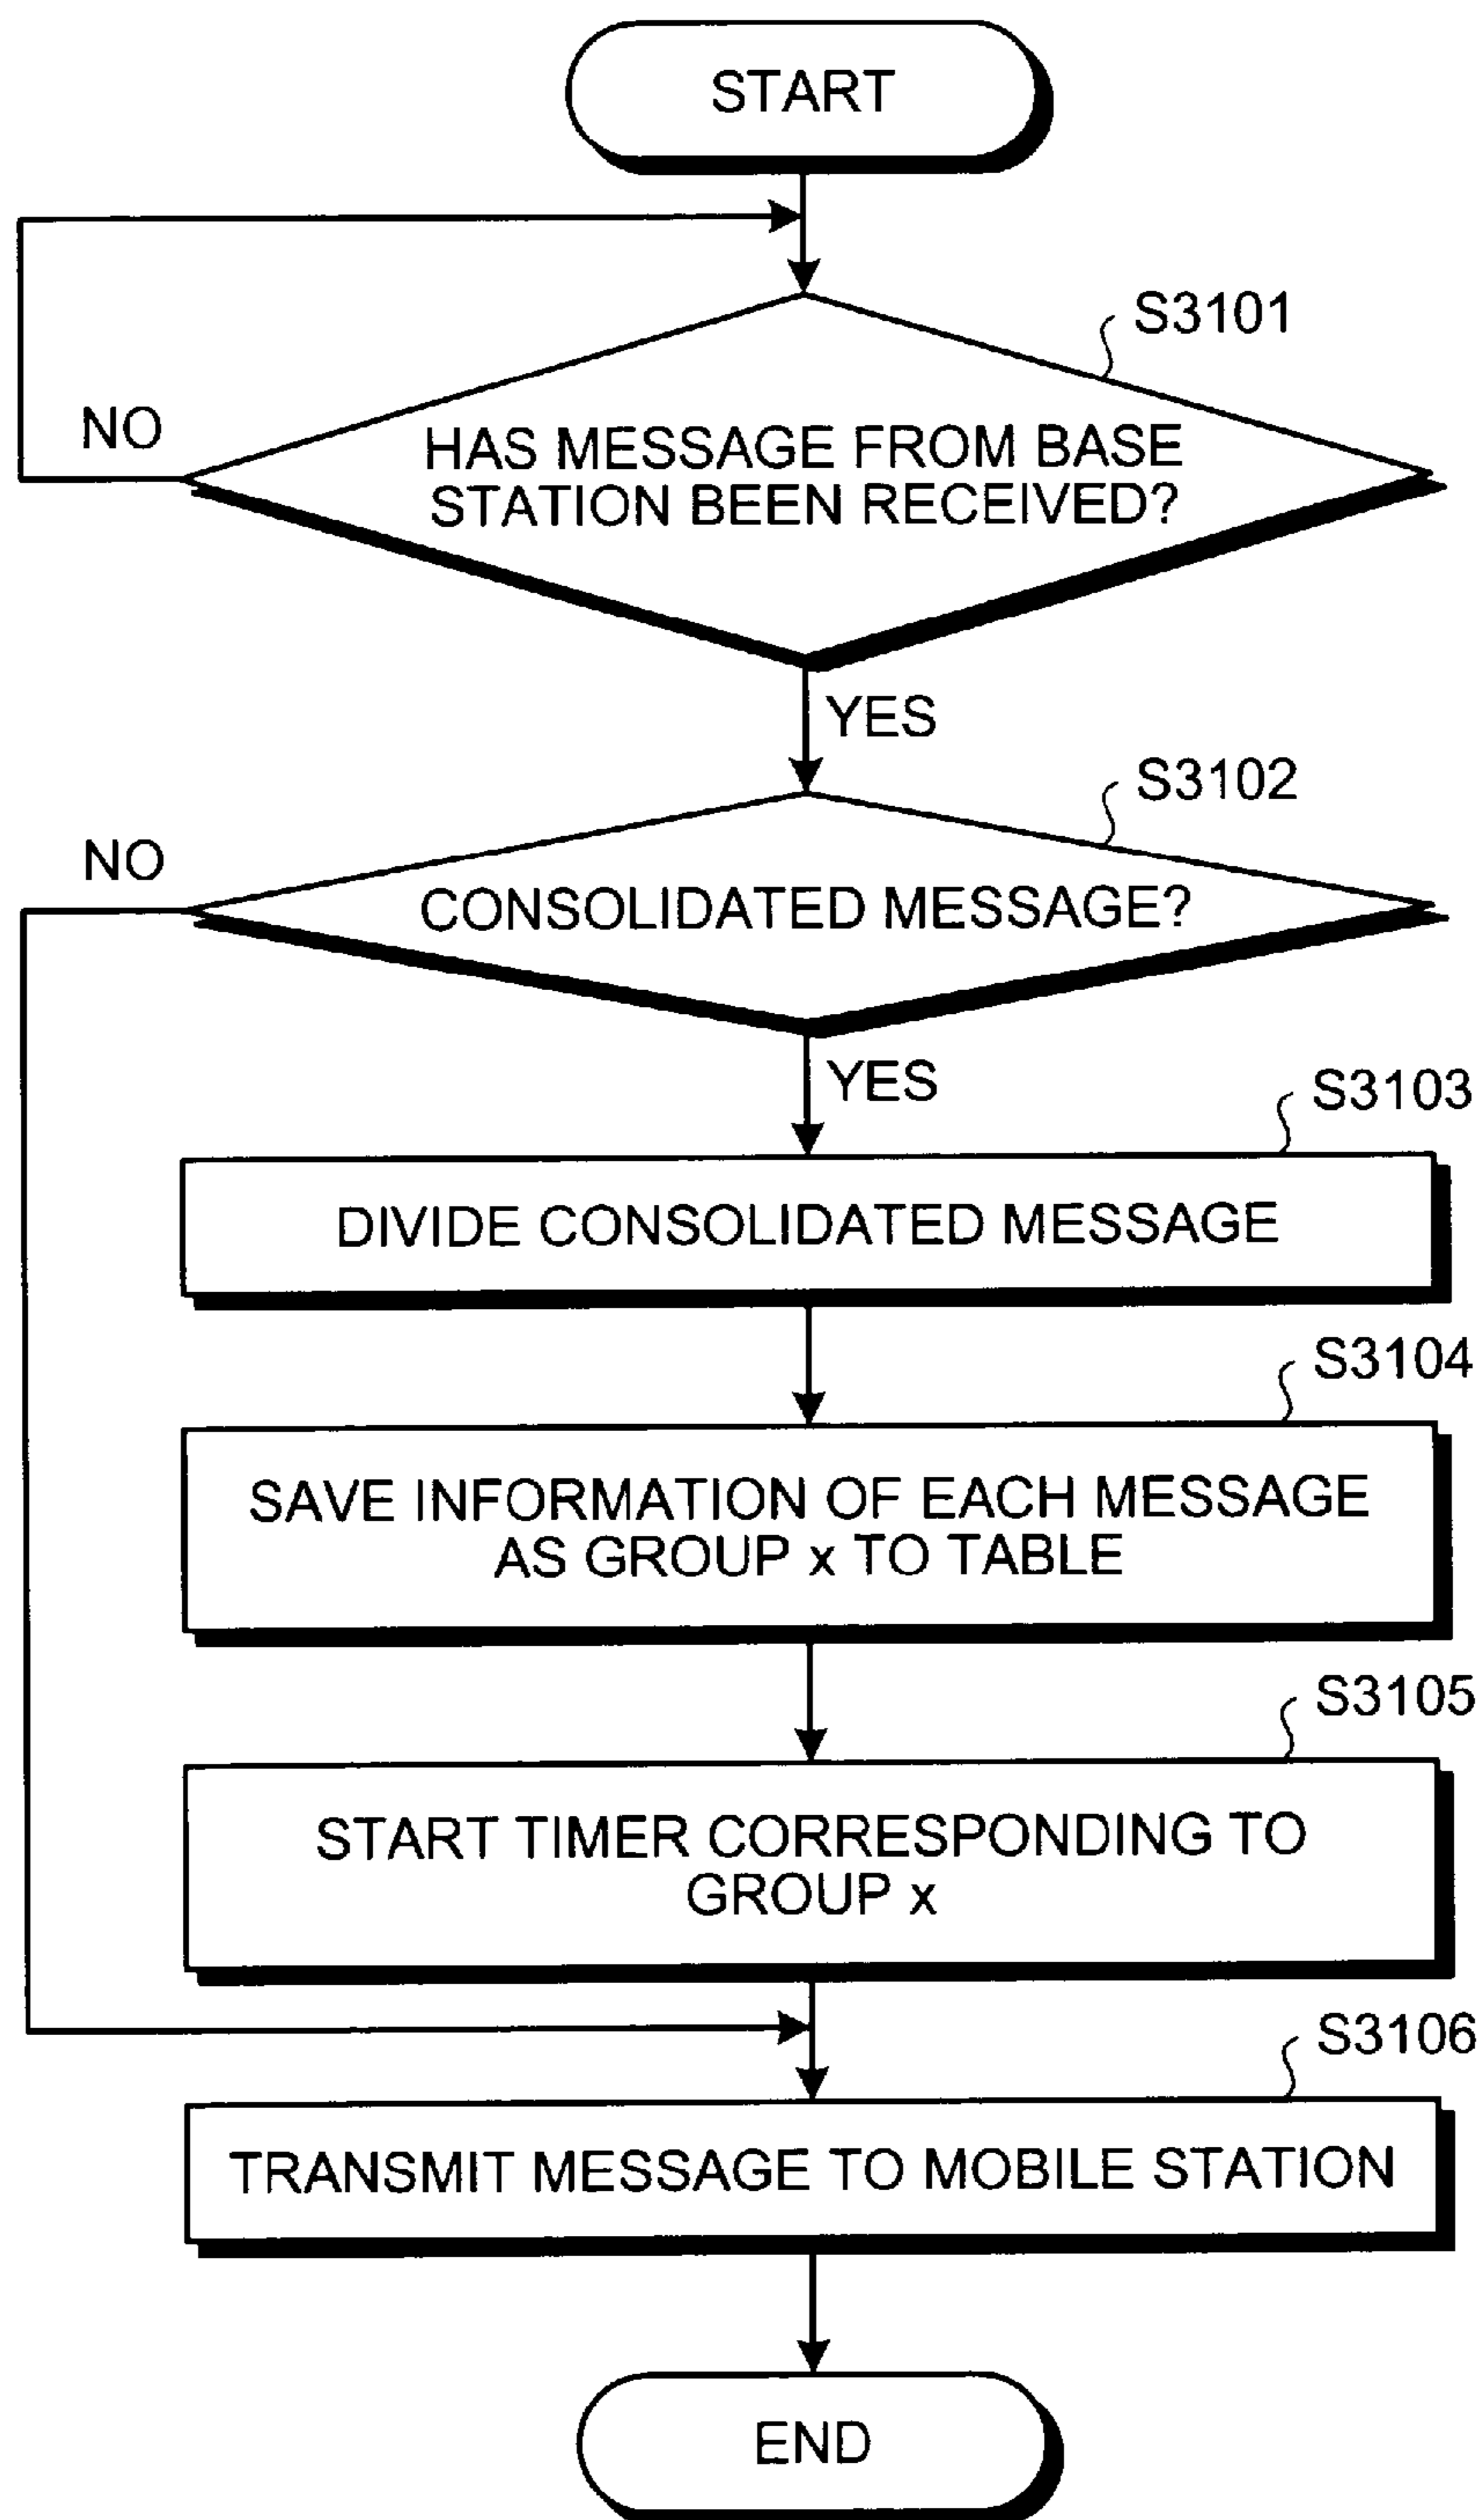 START
S3101
NO
HAS MESSAGE FROM BASE
STATION BEEN RECEIVED?
YES
S3102
NO
CONSOLIDATED MESSAGE?
YES
S3103
DIVIDE CONSOLIDATED MESSAGE
S3104
SAVE INFORMATION OF EACH MESSAGE
AS GROUP x TO TABLE
S3105
START TIMER CORRESPONDING TO
GROUP x
S3106
TRANSMIT MESSAGE TO MOBILE STATION
END